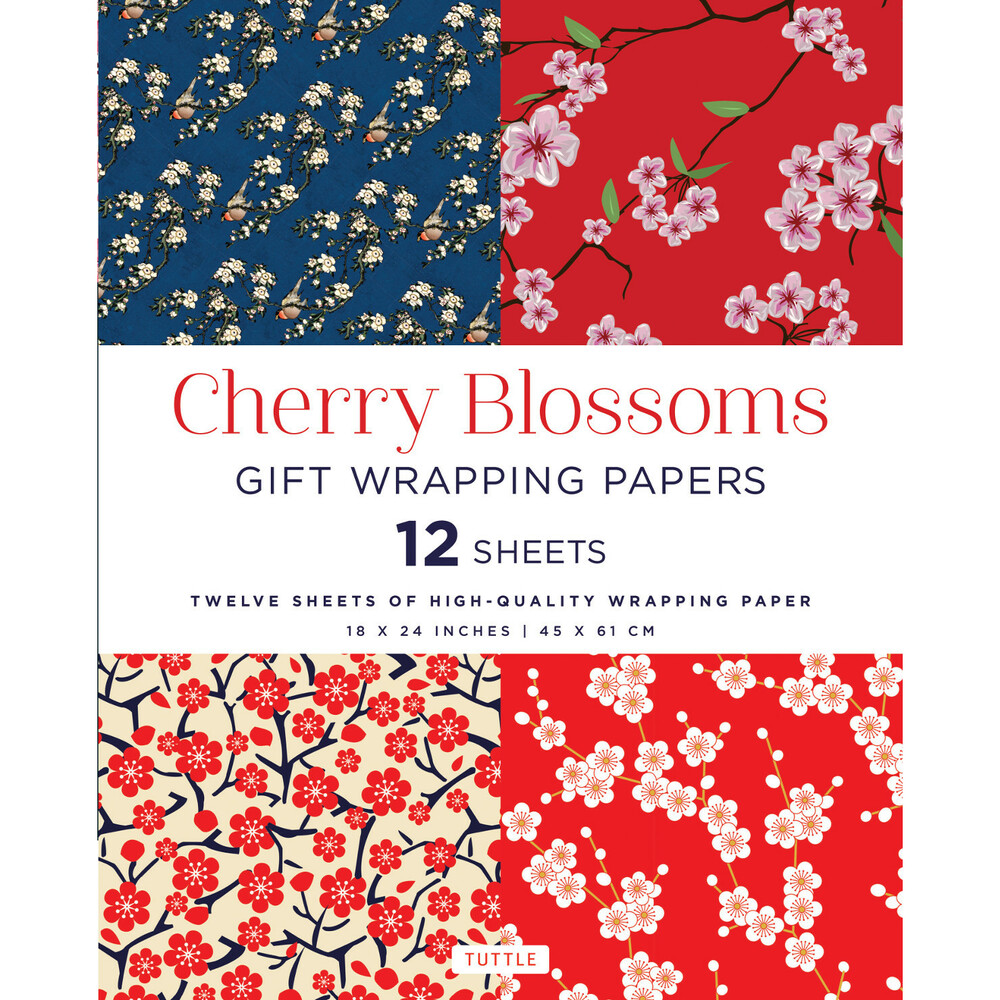 Cherry Blossoms
GIFT WRAPPING PAPERS
12 SHEETS
TWELVE SHEETS OF HIGH-QUALITY WRAPPING PAPER
18 X 24 INCHES | 45 X 61 CM
TUTTLE